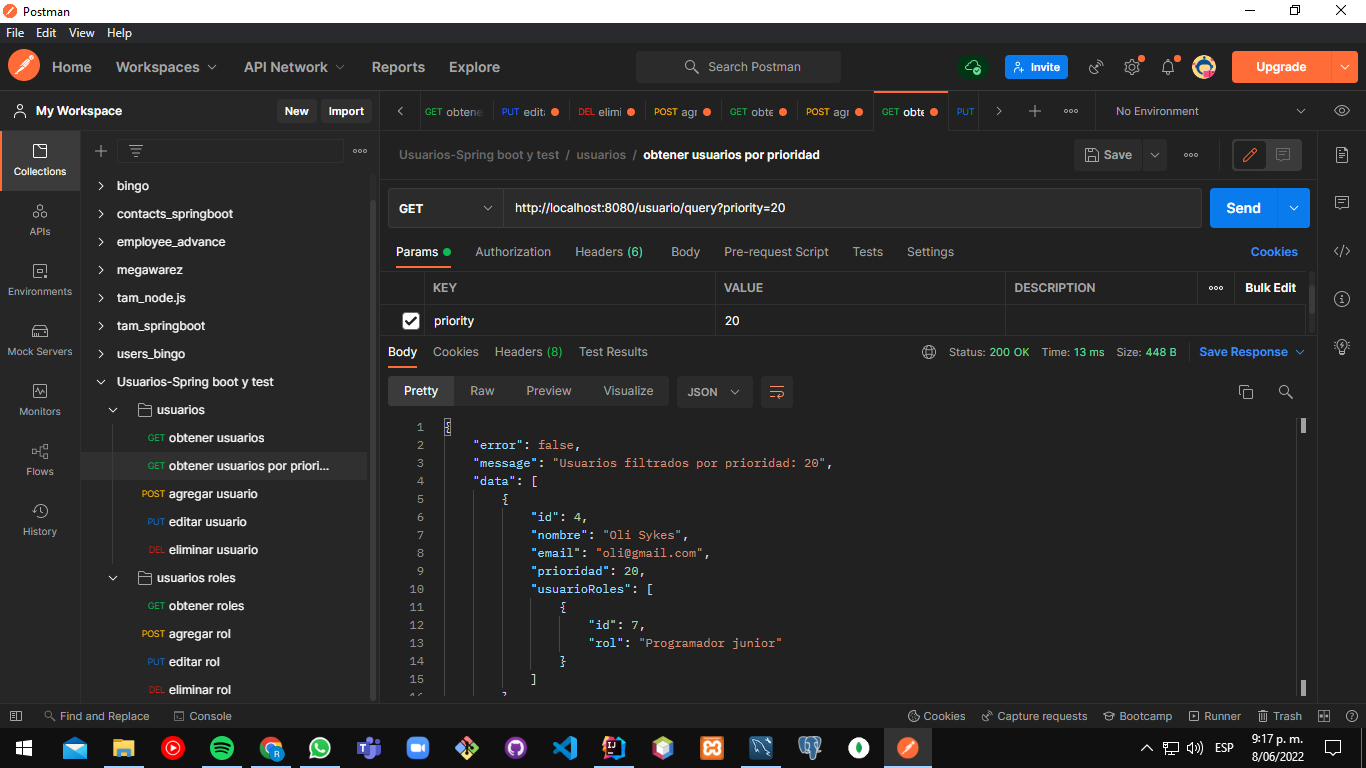 Postman
File Edit View Help
Home Workspaces API Network Reports Explore Search Postman Invite Upgrade
My Workspace New Import
GET obtene PUT edit DEL elimi POST agr GET obte POST agr GET obte PUT No Environment
Collections
APIs
Environments
Mock Servers
Monitors
Flows
History
bingo
contacts_springboot
employee_advance
megawarez
tam_node.js
tam_springboot
users_bingo
Usuarios-Spring boot y test
usuarios
GET obtener usuarios
GET obtener usuarios por priori...
POST agregar usuario
PUT editar usuario
DEL eliminar usuario
usuarios roles
GET obtener roles
POST agregar rol
PUT editar rol
DEL eliminar rol
Usuarios-Spring boot y test / usuarios / obtener usuarios por prioridad Save
GET http://localhost:8080/usuario/query?priority=20 Send
Params Authorization Headers (6) Body Pre-request Script Tests Settings Cookies
KEY VALUE DESCRIPTION Bulk Edit
priority 20
Body Cookies Headers (8) Test Results Status: 200 OK Time: 13 ms Size: 448 B Save Response
Pretty Raw Preview Visualize JSON
1 {
2 "error": false,
3 "message": "Usuarios filtrados por prioridad: 20",
4 "data": [
5 {
6 "id": 4,
7 "nombre": "Oli Sykes",
8 "email": "oli@gmail.com",
9 "prioridad": 20,
10 "usuarioRoles": [
11 {
12 "id": 7,
13 "rol": "Programador junior"
14 }
15 ]
Find and Replace Console Cookies Capture requests Bootcamp Runner Trash
ESP 9:17 p. m.
8/06/2022